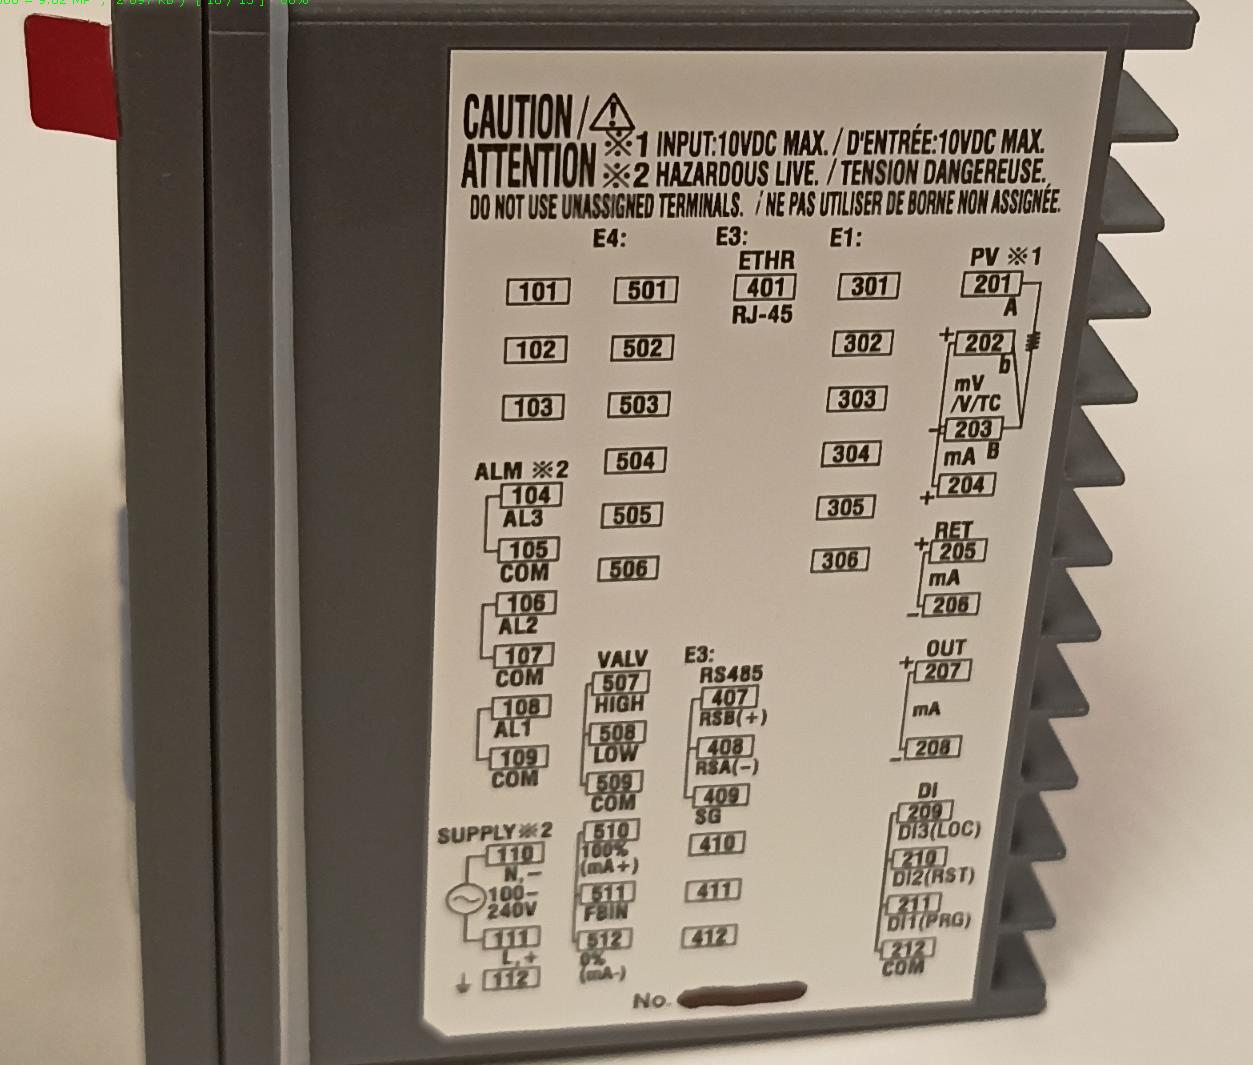 CAUTION / ⚠
ATTENTION
※1 INPUT:10VDC MAX. / D'ENTRÉE:10VDC MAX.
※2 HAZARDOUS LIVE. / TENSION DANGEREUSE.
DO NOT USE UNASSIGNED TERMINALS. / NE PAS UTILISER DE BORNE NON ASSIGNÉE.
101
102
103
ALM ※2
104
AL3
105
COM
106
AL2
107
COM
108
AL1
109
COM
SUPPLY※2
110
N,−
100-
240V
111
L,+
112
E4:
501
502
503
504
505
506
VALV
507
HIGH
508
LOW
509
COM
510
100%
(mA+)
511
FBIN
512
0%
(mA-)
E3:
ETHR
401
RJ-45
E3:
RS485
407
RSB(+)
408
RSA(−)
409
SG
410
411
412
No.
E1:
301
302
303
304
305
306
PV ※1
201
A
+ 202
b
mV
/V/TC
− 203
mA B
+ 204
RET
+ 205
mA
− 206
OUT
+ 207
mA
− 208
DI
209
DI3(LOC)
210
DI2(RST)
211
DI1(PRG)
212
COM